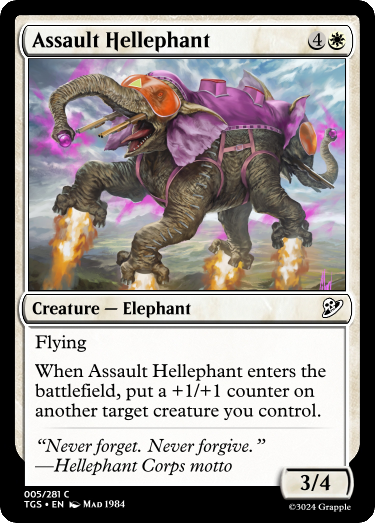 Assault Hellephant 4
Creature — Elephant
Flying
When Assault Hellephant enters the
battlefield, put a +1/+1 counter on
another target creature you control.
“Never forget. Never forgive.”
—Hellephant Corps motto
3/4
005/281 C
TGS • EN Mad 1984
©3024 Grapple